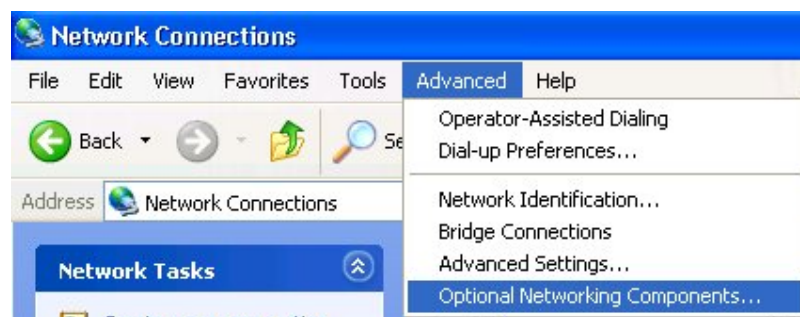 Network Connections
File Edit View Favorites Tools Advanced Help
Back
Address Network Connections
Network Tasks
Operator-Assisted Dialing
Dial-up Preferences...
Network Identification...
Bridge Connections
Advanced Settings...
Optional Networking Components...